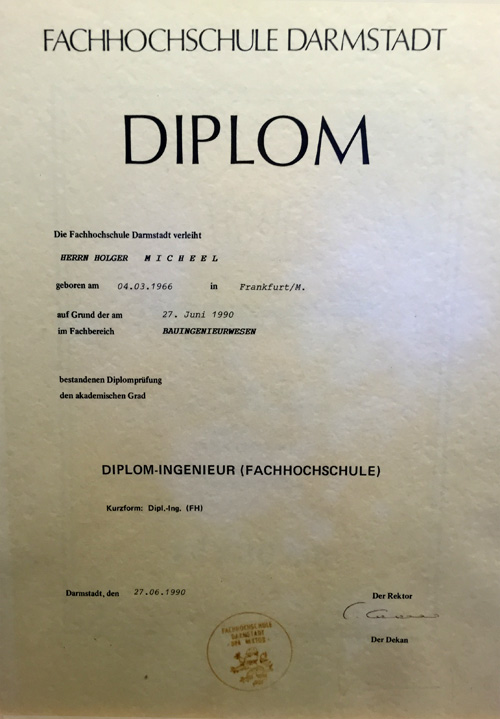 FACHHOCHSCHULE DARMSTADT
DIPLOM
Die Fachhochschule Darmstadt verleiht
HERRN HOLGER M I C H E E L
geboren am 04.03.1966 in Frankfurt/M.
auf Grund der am 27. Juni 1990
im Fachbereich BAUINGENIEURWESEN
bestandenen Diplomprüfung
den akademischen Grad
DIPLOM-INGENIEUR (FACHHOCHSCHULE)
Kurzform: Dipl.-Ing. (FH)
Darmstadt, den 27.06.1990
Der Rektor
Der Dekan
FACHHOCHSCHULE
DARMSTADT